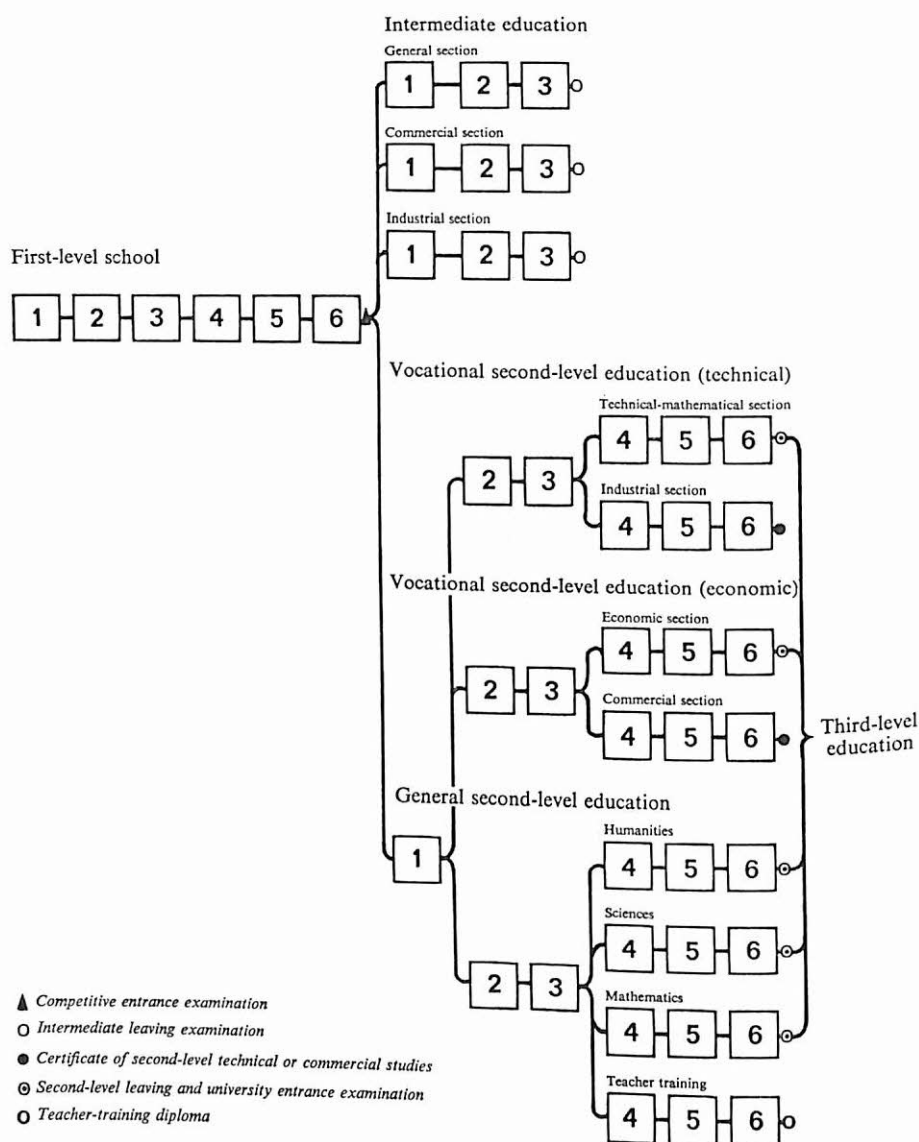 Intermediate education
General section
1 2 3
Commercial section
1 2 3
Industrial section
1 2 3
First-level school
1 2 3 4 5 6
Vocational second-level education (technical)
Technical-mathematical section
4 5 6
2 3
Industrial section
4 5 6
Vocational second-level education (economic)
Economic section
4 5 6
2 3
Commercial section
4 5 6
Third-level
education
General second-level education
Humanities
1
4 5 6
Sciences
4 5 6
2 3
Mathematics
4 5 6
Teacher training
4 5 6
Competitive entrance examination
Intermediate leaving examination
Certificate of second-level technical or commercial studies
Second-level leaving and university entrance examination
Teacher-training diploma